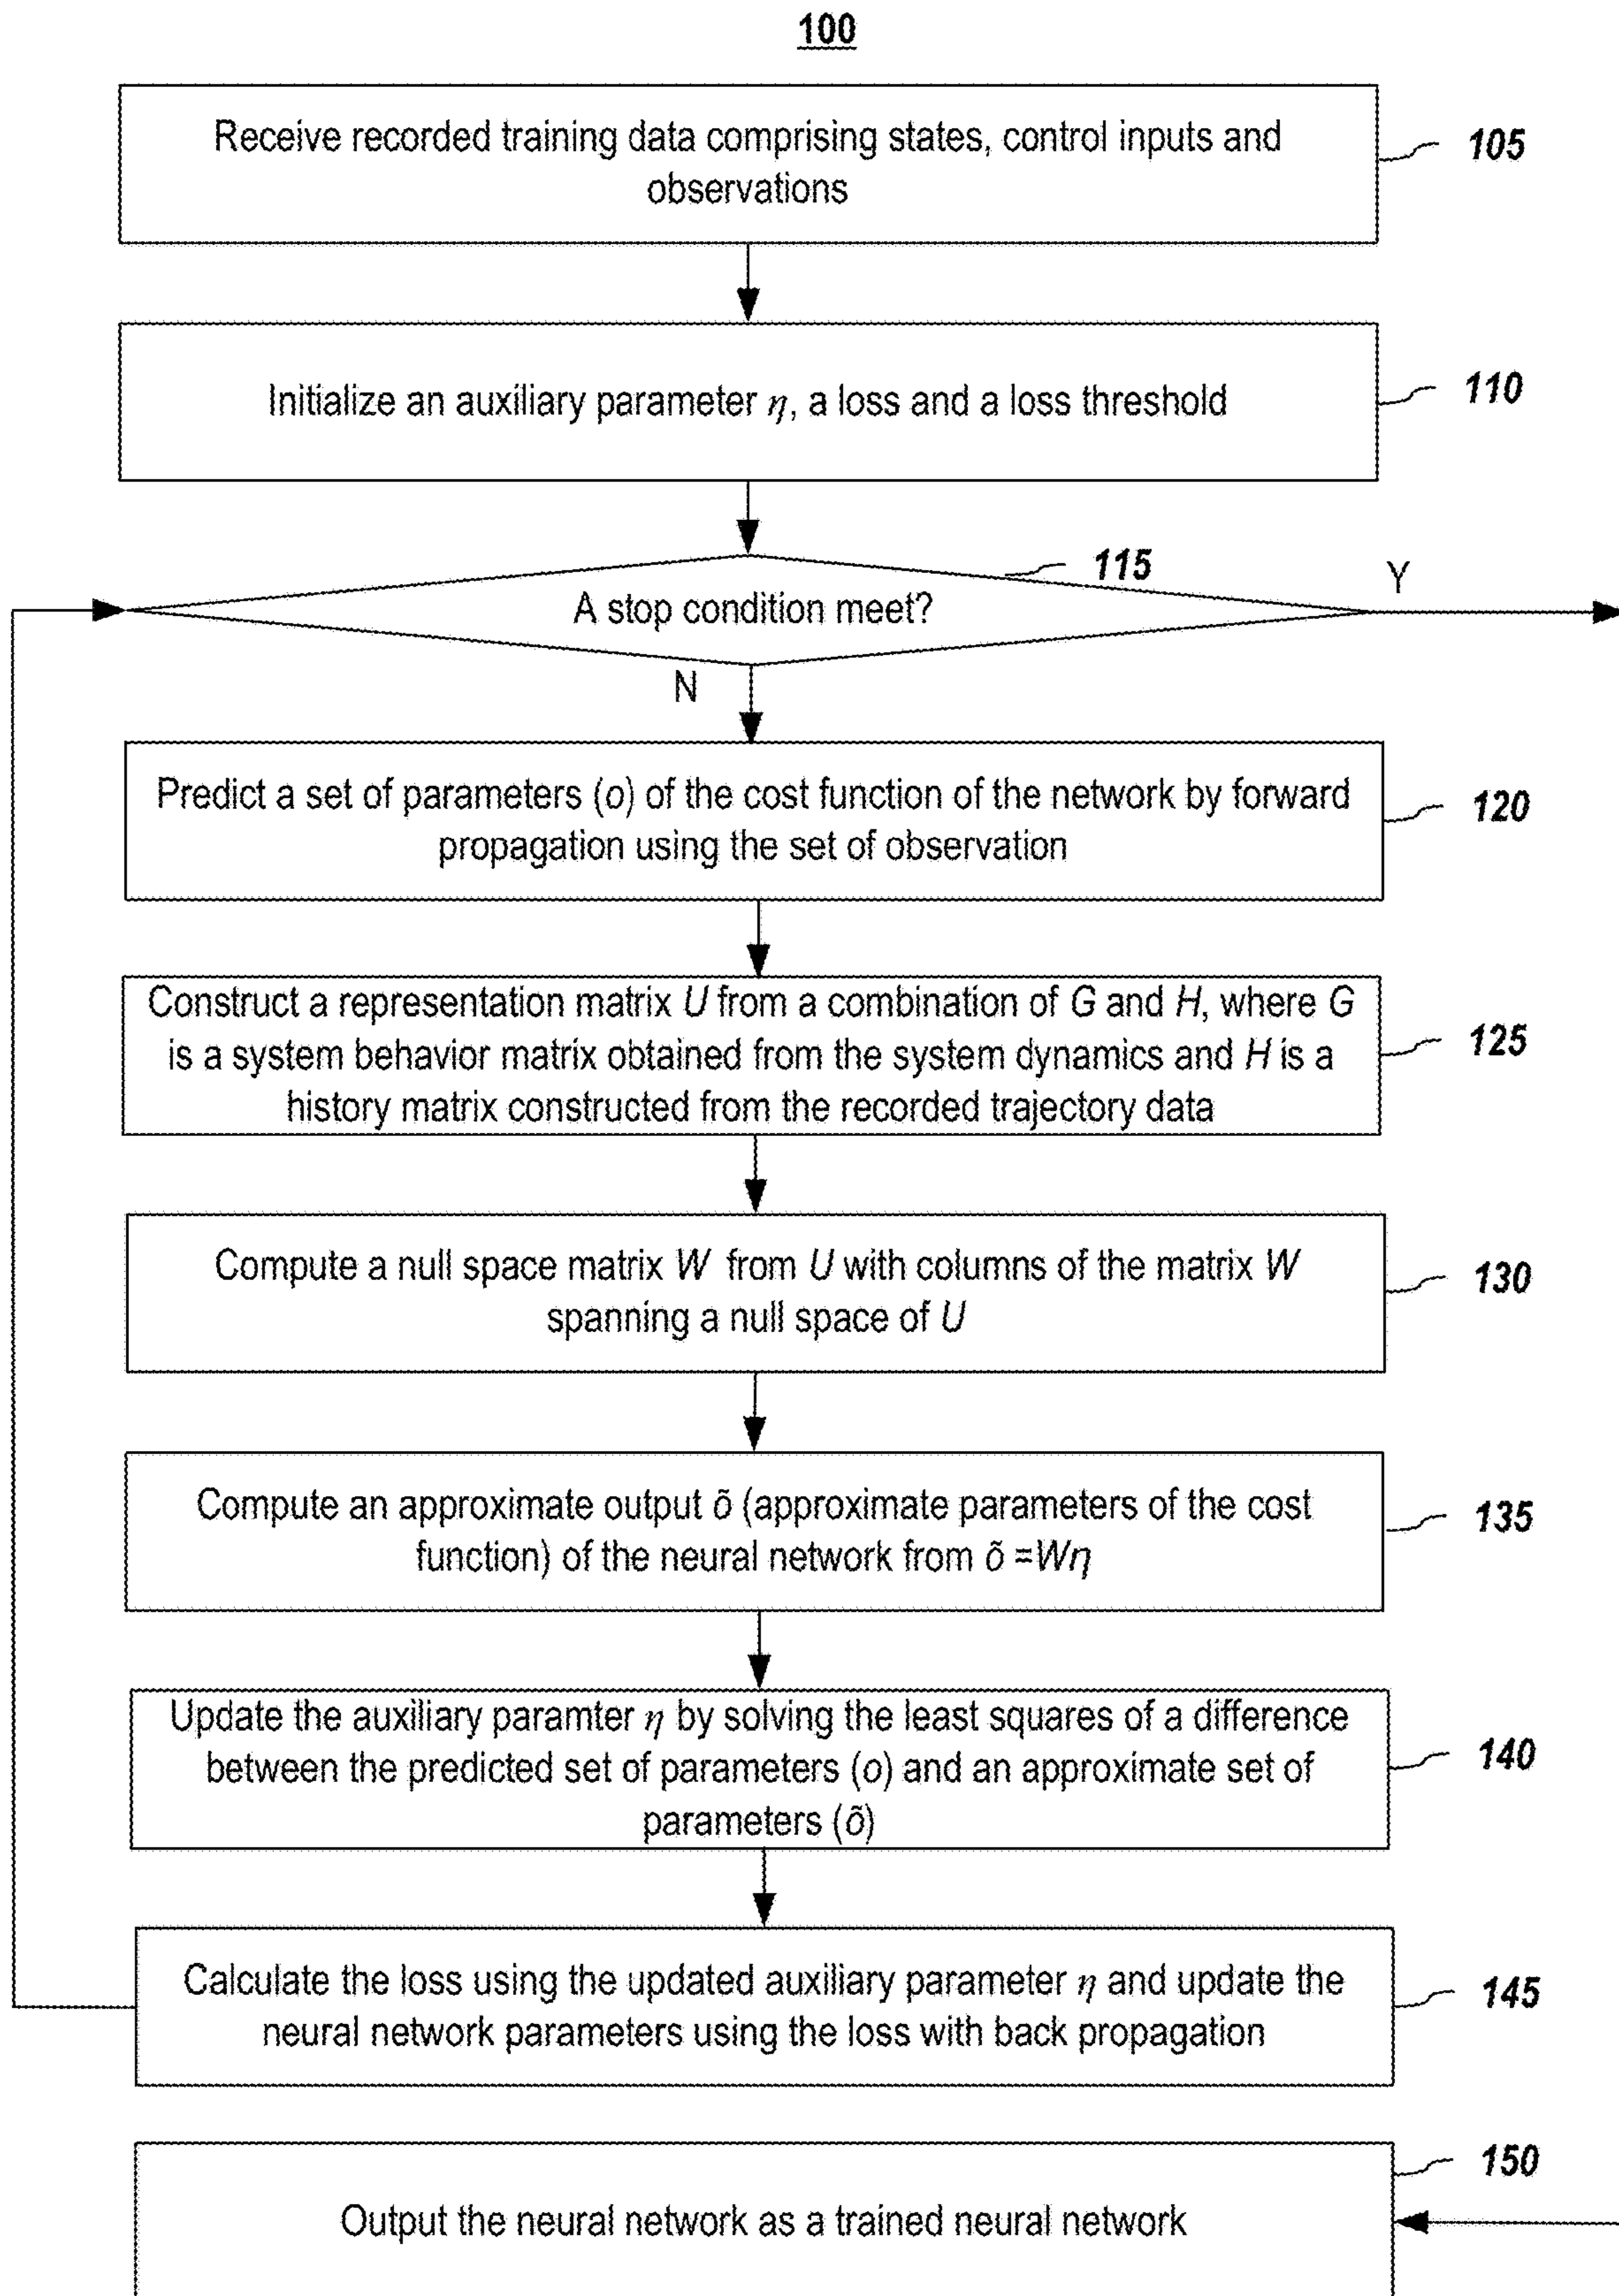 100
Receive recorded training data comprising states, control inputs and
observations
105
Initialize an auxiliary parameter η, a loss and a loss threshold
110
115
A stop condition meet?
Y
N
Predict a set of parameters (o) of the cost function of the network by forward
propagation using the set of observation
120
Construct a representation matrix U from a combination of G and H, where G
is a system behavior matrix obtained from the system dynamics and H is a
history matrix constructed from the recorded trajectory data
125
Compute a null space matrix W from U with columns of the matrix W
spanning a null space of U
130
Compute an approximate output õ (approximate parameters of the cost
function) of the neural network from õ =Wη
135
Update the auxiliary paramter η by solving the least squares of a difference
between the predicted set of parameters (o) and an approximate set of
parameters (õ)
140
Calculate the loss using the updated auxiliary parameter η and update the
neural network parameters using the loss with back propagation
145
Output the neural network as a trained neural network
150